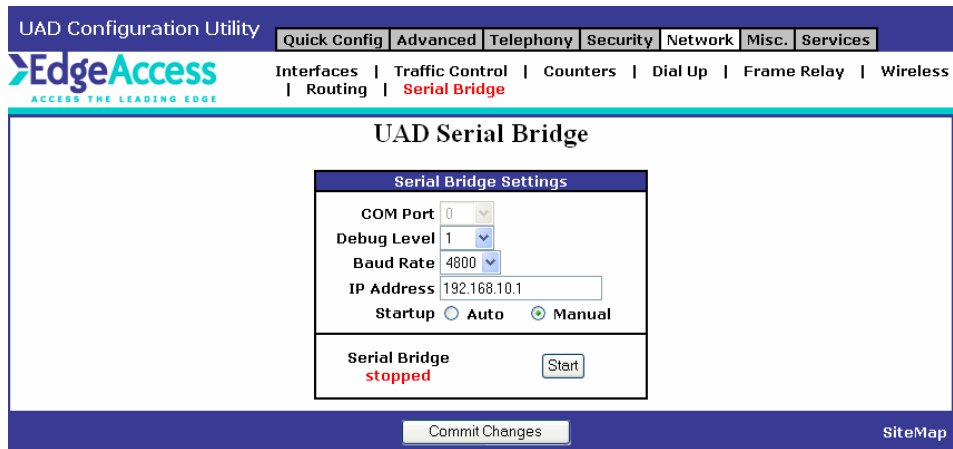 UAD Configuration Utility
Quick Config Advanced Telephony Security Network Misc. Services
EdgeAccess
ACCESS THE LEADING EDGE
Interfaces | Traffic Control | Counters | Dial Up | Frame Relay | Wireless
| Routing | Serial Bridge
UAD Serial Bridge
Serial Bridge Settings
COM Port 0
Debug Level 1
Baud Rate 4800
IP Address 192.168.10.1
Startup Auto Manual
Serial Bridge
stopped
Start
Commit Changes
SiteMap